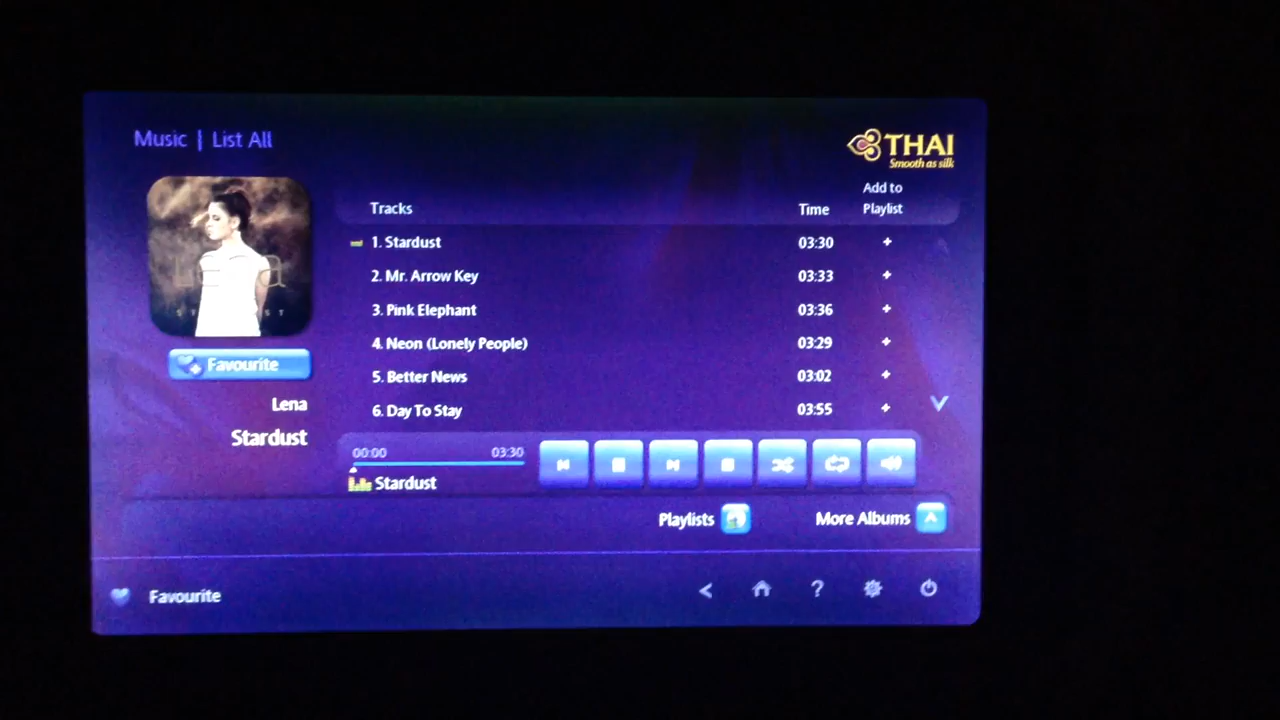 Music | List All
THAI
Smooth as silk
Add to
Tracks Time Playlist
1. Stardust 03:30 +
2. Mr. Arrow Key 03:33 +
3. Pink Elephant 03:36 +
4. Neon (Lonely People) 03:29 +
5. Better News 03:02 +
6. Day To Stay 03:55 +
Favourite
Lena
Stardust
00:00 03:30
Stardust
Playlists More Albums
Favourite ?